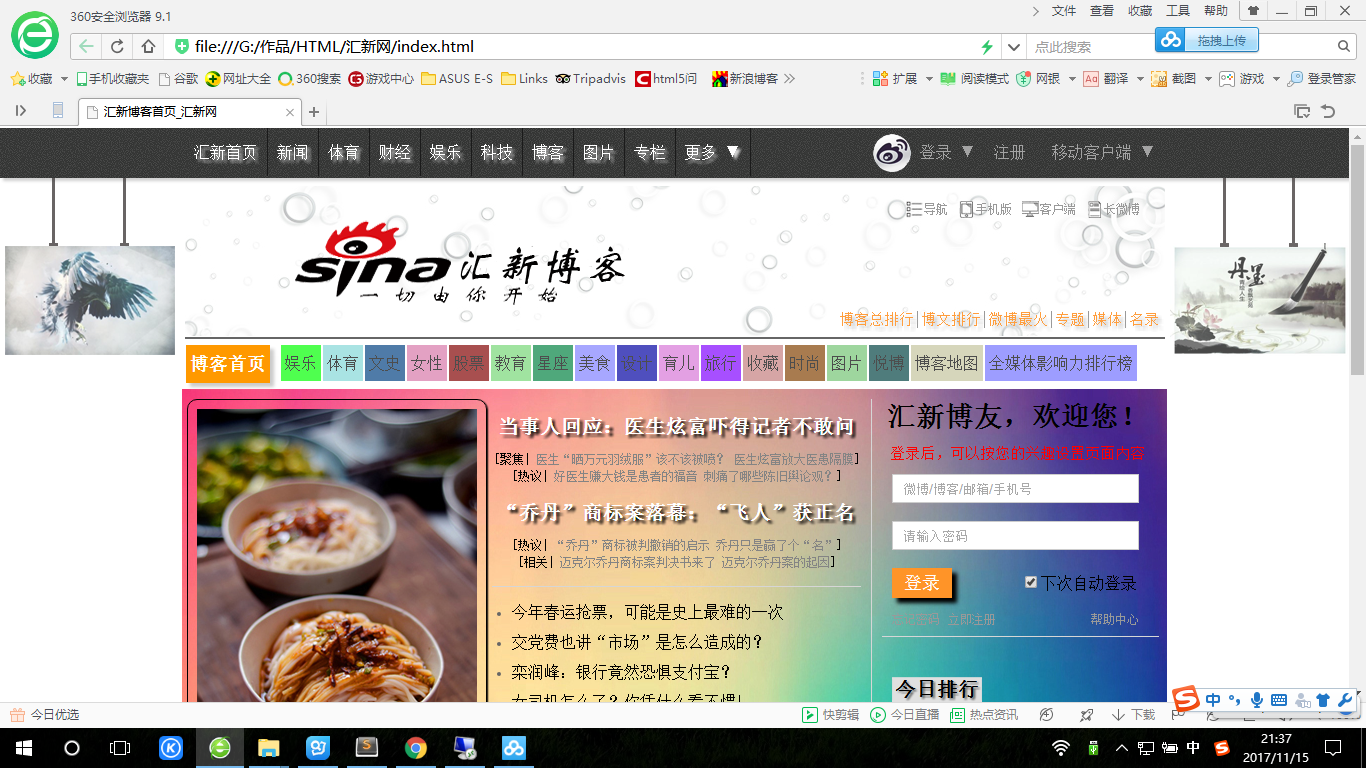 360安全浏览器 9.1
文件 查看 收藏 工具 帮助
file:///G:/作品/HTML/汇新网/index.html
点此搜索
拖拽上传
收藏 手机收藏夹 谷歌 网址大全 360搜索 游戏中心 ASUS E-S Links Tripadvis html5问 新浪博客
扩展 阅读模式 网银 翻译 截图 游戏 登录管家
汇新博客首页_汇新网
汇新首页 新闻 体育 财经 娱乐 科技 博客 图片 专栏 更多 ▼
登录 ▼ 注册 移动客户端 ▼
导航 手机版 客户端 长微博
sina 汇新博客
一切由你开始
丹墨
博客总排行|博文排行|微博最火|专题|媒体|名录
博客首页 娱乐 体育 文史 女性 股票 教育 星座 美食 设计 育儿 旅行 收藏 时尚 图片 悦博 博客地图 全媒体影响力排行榜
当事人回应：医生炫富吓得记者不敢问
[聚焦| 医生“晒万元羽绒服”该不该被喷？ 医生炫富放大医患隔膜]
[热议| 好医生赚大钱是患者的福音 刺痛了哪些陈旧舆论观？]
“乔丹”商标案落幕：“飞人”获正名
[热议| “乔丹”商标被判撤销的启示 乔丹只是赢了个“名”]
[相关| 迈克尔乔丹商标案判决书来了 迈克尔乔丹案的起因]
今年春运抢票，可能是史上最难的一次
交党费也讲“市场”是怎么造成的？
栾润峰：银行竟然恐惧支付宝？
女司机怎么了？你凭什么看不惯！
汇新博友，欢迎您！
登录后，可以按您的兴趣设置页面内容
微博/博客/邮箱/手机号
请输入密码
登录 下次自动登录
立即注册 帮助中心
今日排行
今日优选
快剪辑 今日直播 热点资讯 下载
中
中
21:37
2017/11/15